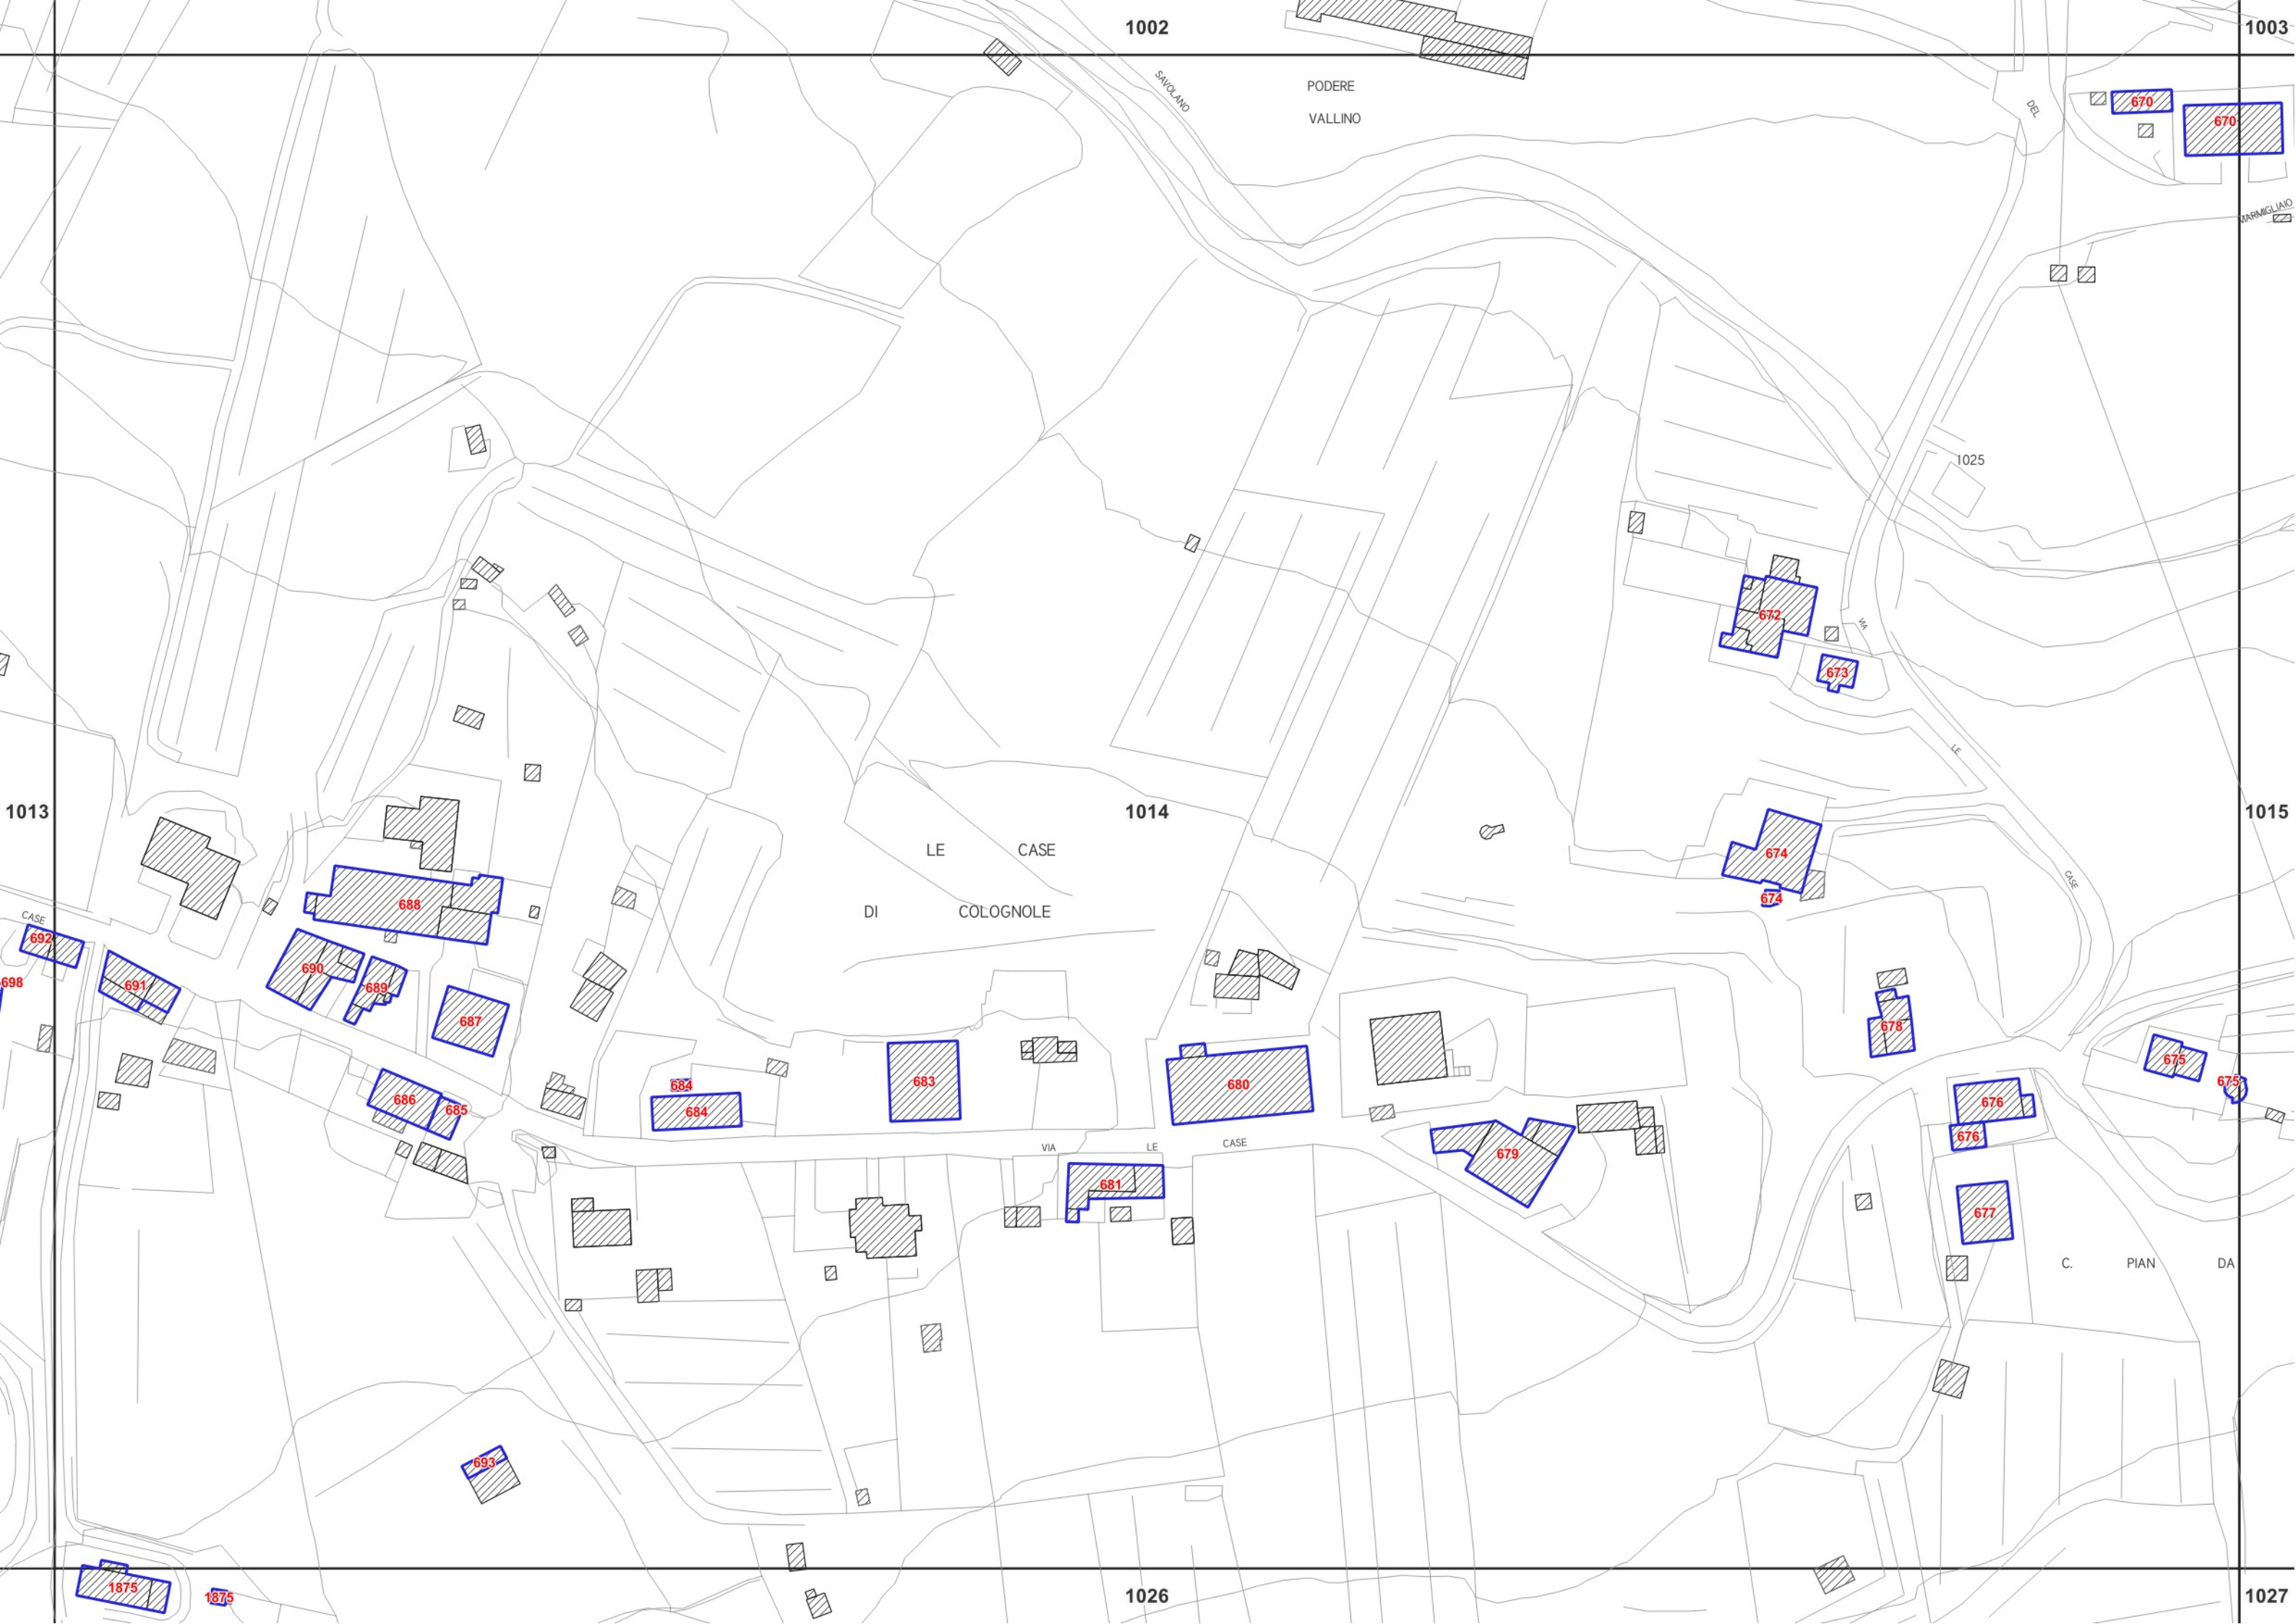 1002
1003
SAVOLANO
PODERE
VALLINO
DEL
670
670
MARMIGLIAIO
1025
672
VIA
673
LE
1013
1014
1015
LE CASE
674
CASE
674
688
DI COLOGNOLE
CASE
692
690
698
691
689
687
678
683
680
675
684
675
686
684
685
676
676
VIA LE CASE
679
681
677
C. PIAN DA
693
1875
1875
1026
1027